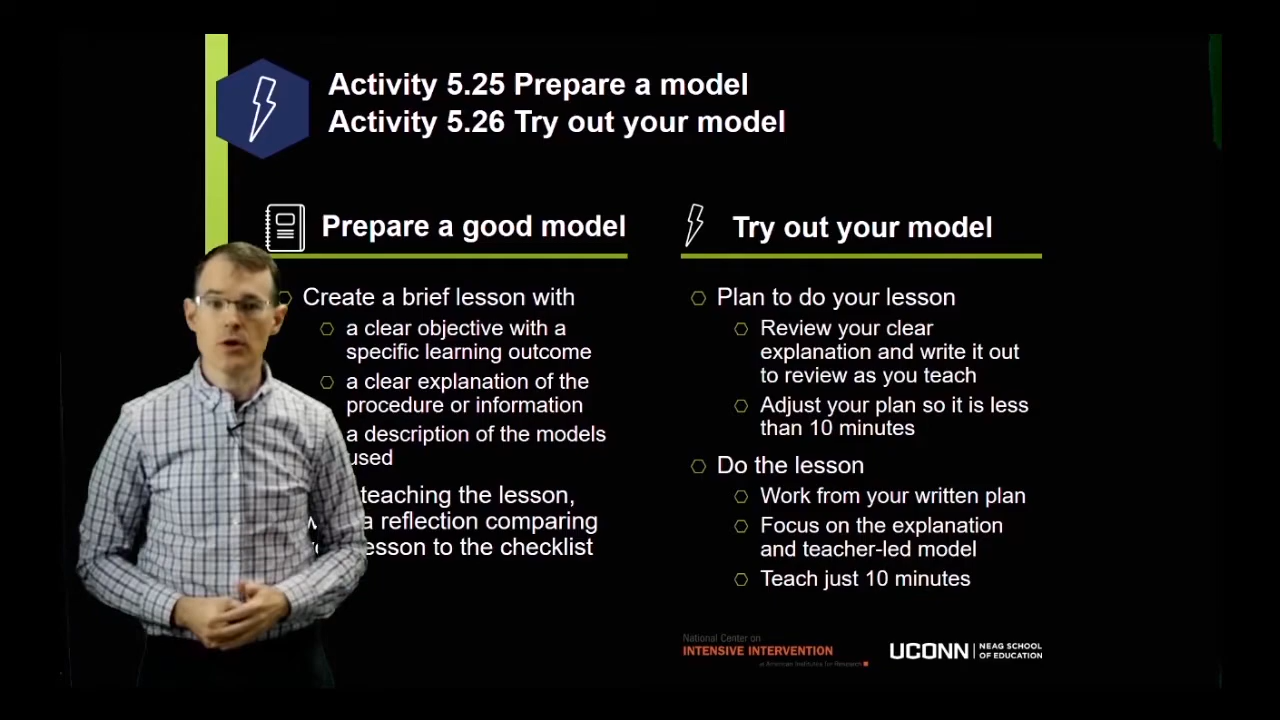 Activity 5.25 Prepare a model
Activity 5.26 Try out your model
Prepare a good model
Create a brief lesson with
a clear objective with a
specific learning outcome
a clear explanation of the
procedure or information
a description of the models
used
teaching the lesson,
a reflection comparing
lesson to the checklist
Try out your model
Plan to do your lesson
Review your clear
explanation and write it out
to review as you teach
Adjust your plan so it is less
than 10 minutes
Do the lesson
Work from your written plan
Focus on the explanation
and teacher-led model
Teach just 10 minutes
National Center on
INTENSIVE INTERVENTION
at American Institutes for Research
UCONN | NEAG SCHOOL
OF EDUCATION